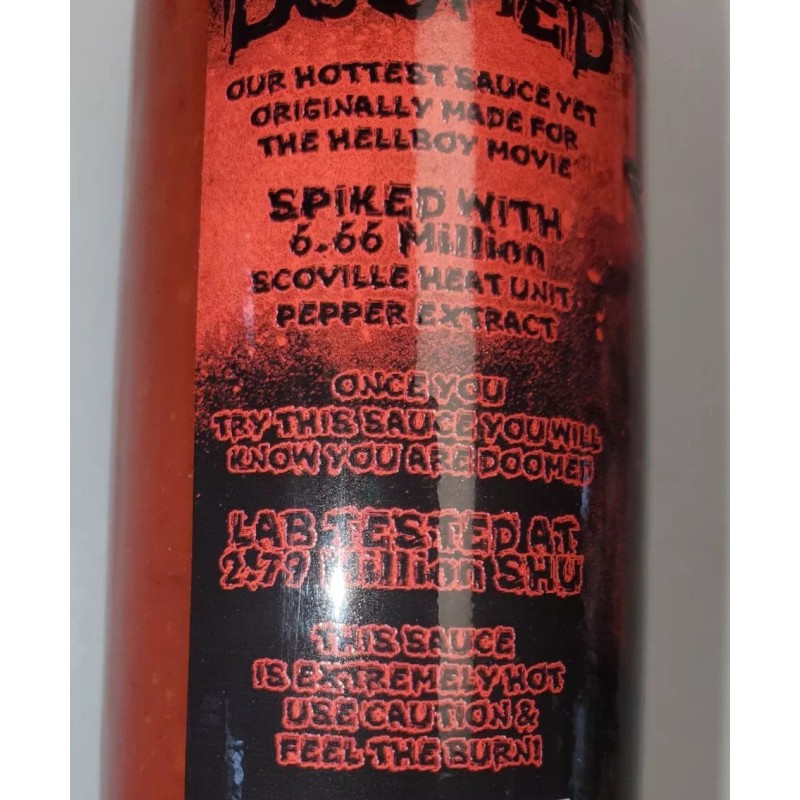 DOOMED
OUR HOTTEST SAUCE YET
ORIGINALLY MADE FOR
THE HELLBOY MOVIE
SPIKED WITH
6.66 Million
SCOVILLE HEAT UNIT
PEPPER EXTRACT
ONCE YOU
TRY THIS SAUCE YOU WILL
KNOW YOU ARE DOOMED
LAB TESTED AT
2.79 Million SHU
THIS SAUCE
IS EXTREMELY HOT
USE CAUTION &
FEEL THE BURN!